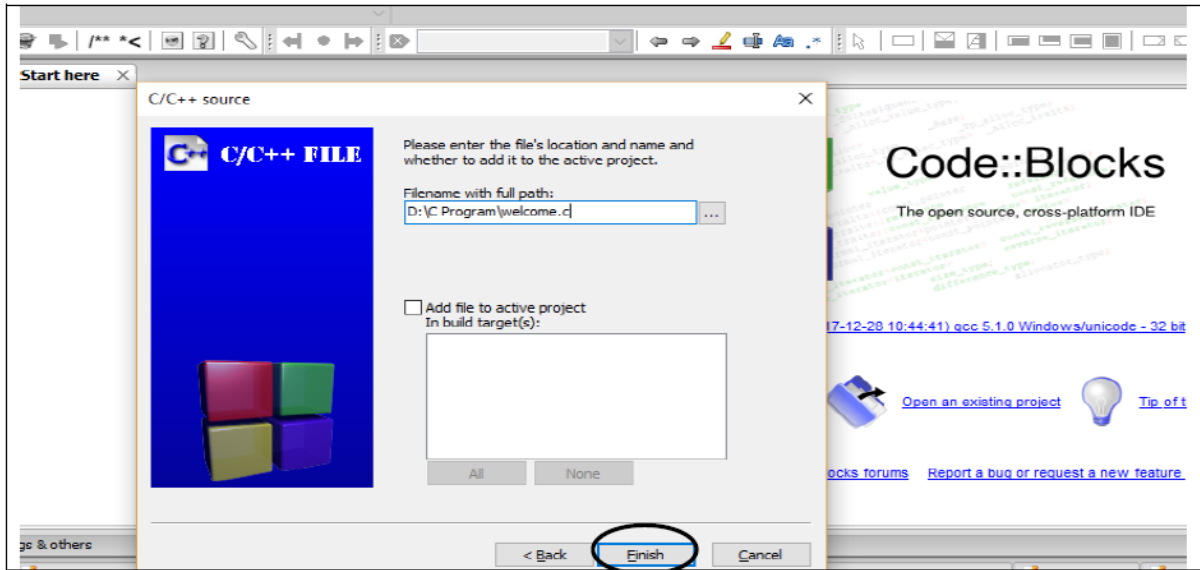 /** *<
Start here
C/C++ source
C++ C/C++ FILE
Please enter the file's location and name and
whether to add it to the active project.
Filename with full path:
D:\C Program\welcome.c
...
Add file to active project
In build target(s):
All None
< Back Finish Cancel
Code::Blocks
The open source, cross-platform IDE
17-12-28 10:44:41) gcc 5.1.0 Windows/unicode - 32 bit
Open an existing project Tip of t
ocks forums Report a bug or request a new feature
gs & others